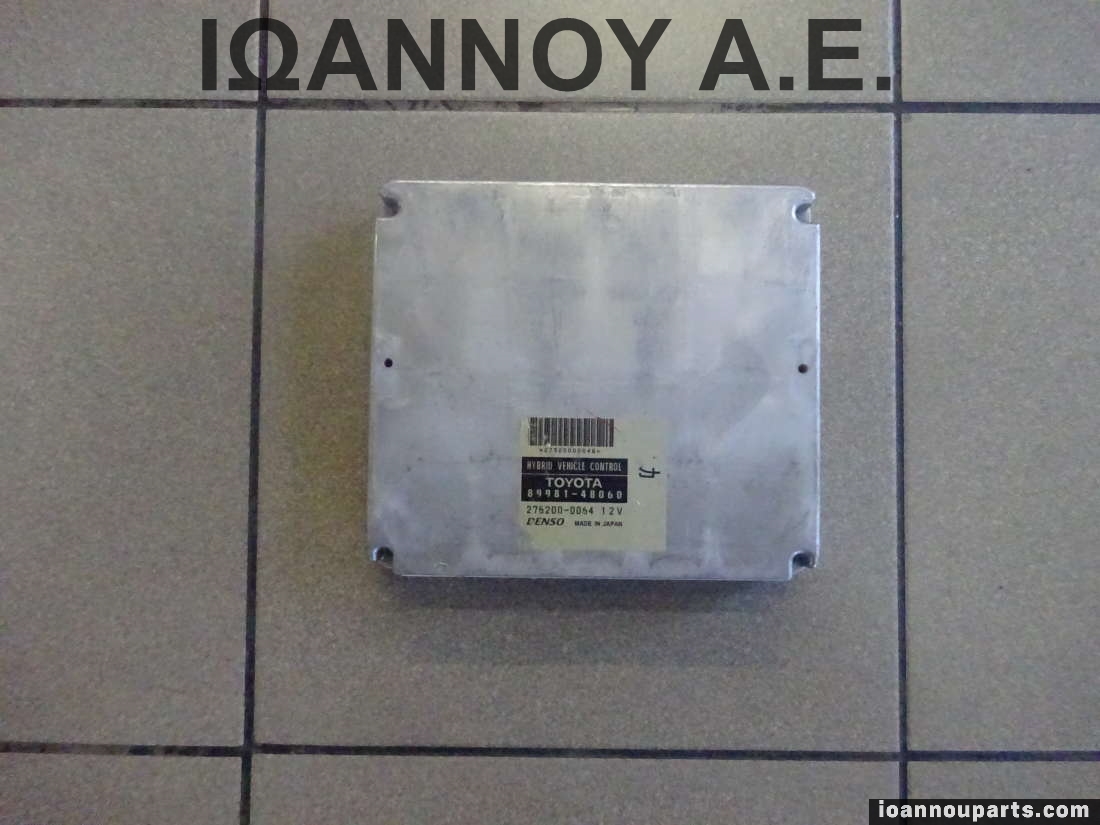 ΙΩΑΝΝΟΥ Α.Ε.
HYBRID VEHICLE CONTROL
TOYOTA
89981-48060
275200-0064 12V
DENSO MADE IN JAPAN
ioannouparts.com